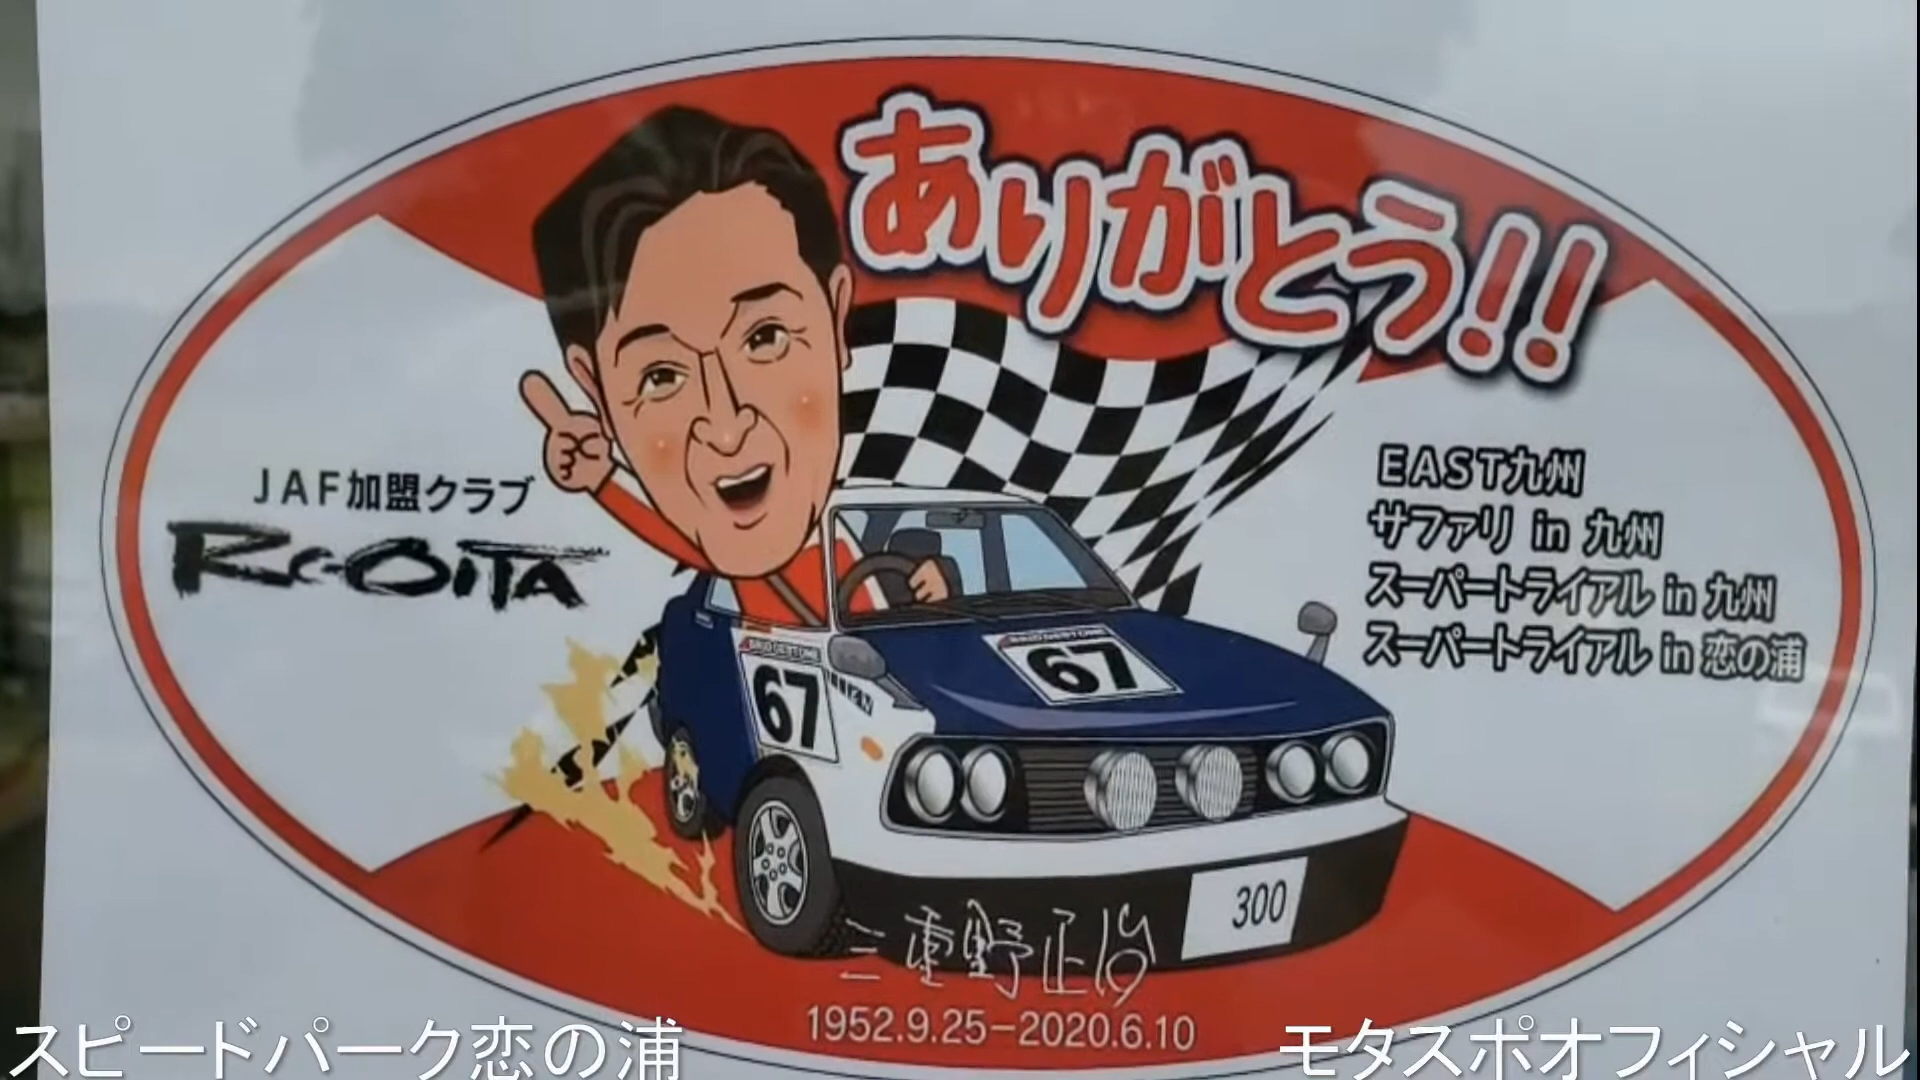 ありがとう!!
JAF加盟クラブ
RC-OITA
EAST九州
サファリ in 九州
スーパートライアル in 九州
スーパートライアル in 恋の浦
BRIDGESTONE
67
BRIDGESTONE
67
300
三重野正治
1952.9.25-2020.6.10
スピードパーク恋の浦
モタスポオフィシャル